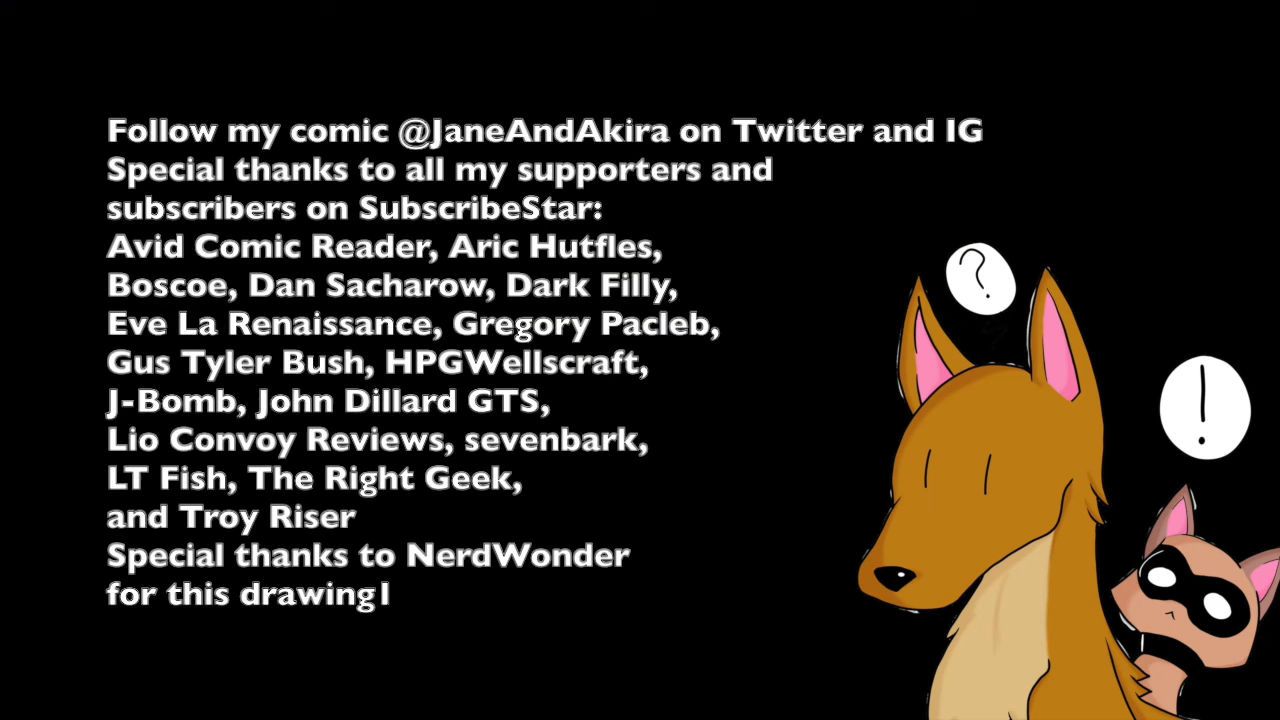 Follow my comic @JaneAndAkira on Twitter and IG
Special thanks to all my supporters and
subscribers on SubscribeStar:
Avid Comic Reader, Aric Hutfles,
Boscoe, Dan Sacharow, Dark Filly,
Eve La Renaissance, Gregory Pacleb,
Gus Tyler Bush, HPGWellscraft,
J-Bomb, John Dillard GTS,
Lio Convoy Reviews, sevenbark,
LT Fish, The Right Geek,
and Troy Riser
Special thanks to NerdWonder
for this drawing1
?
!